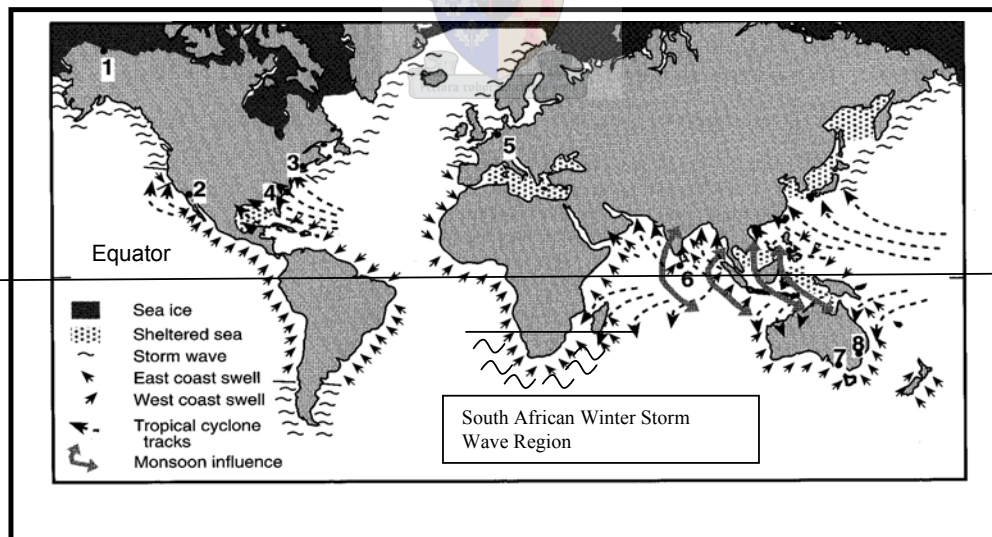 1
2
3
4
5
6
7
8
Equator
Sea ice
Sheltered sea
Storm wave
East coast swell
West coast swell
Tropical cyclone
tracks
Monsoon influence
South African Winter Storm
Wave Region